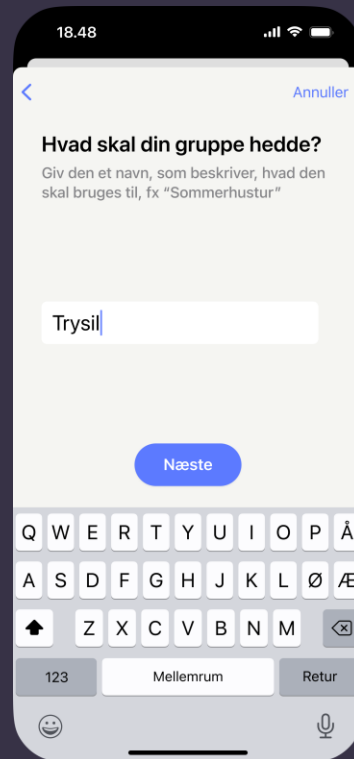 18.48
Annuller
Hvad skal din gruppe hedde?
Giv den et navn, som beskriver, hvad den
skal bruges til, fx “Sommerhustur”
Trysil
Næste
Q W E R T Y U I O P Å
A S D F G H J K L Ø Æ
Z X C V B N M
123 Mellemrum Retur